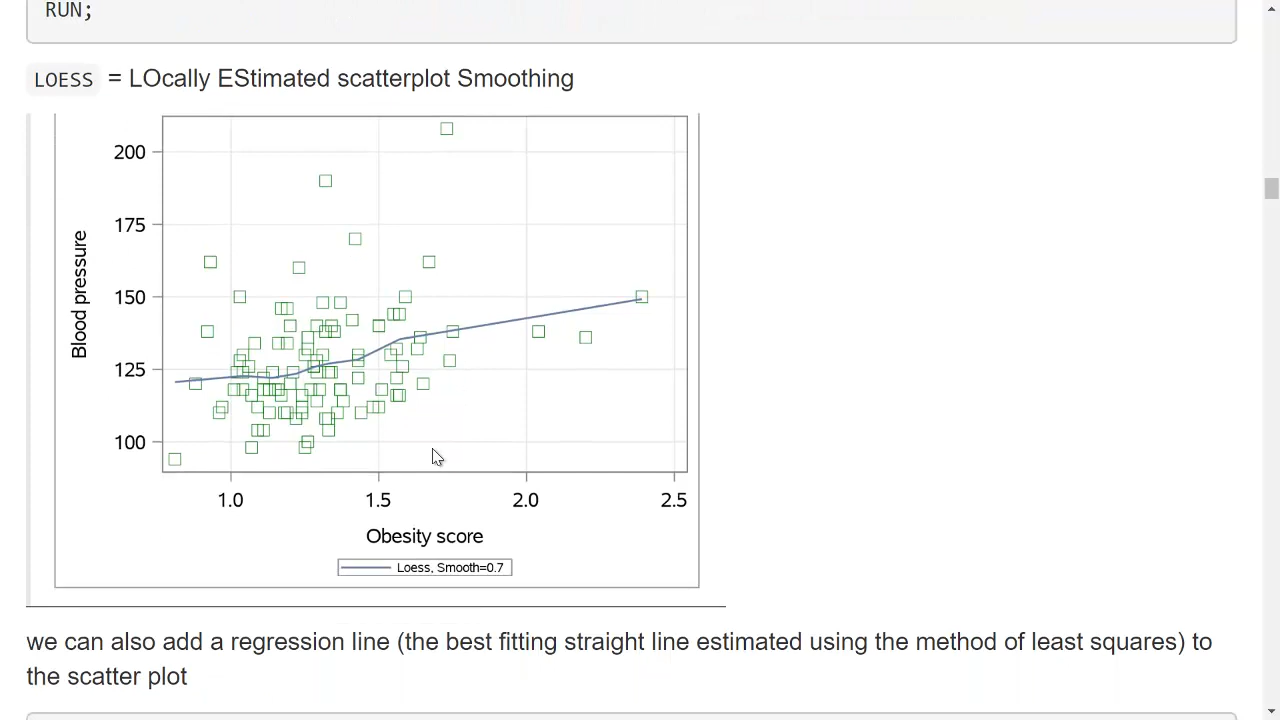 RUN;
LOESS = LOcally EStimated scatterplot Smoothing
200
175
150
125
100
Blood pressure
1.0 1.5 2.0 2.5
Obesity score
Loess, Smooth=0.7
we can also add a regression line (the best fitting straight line estimated using the method of least squares) to
the scatter plot